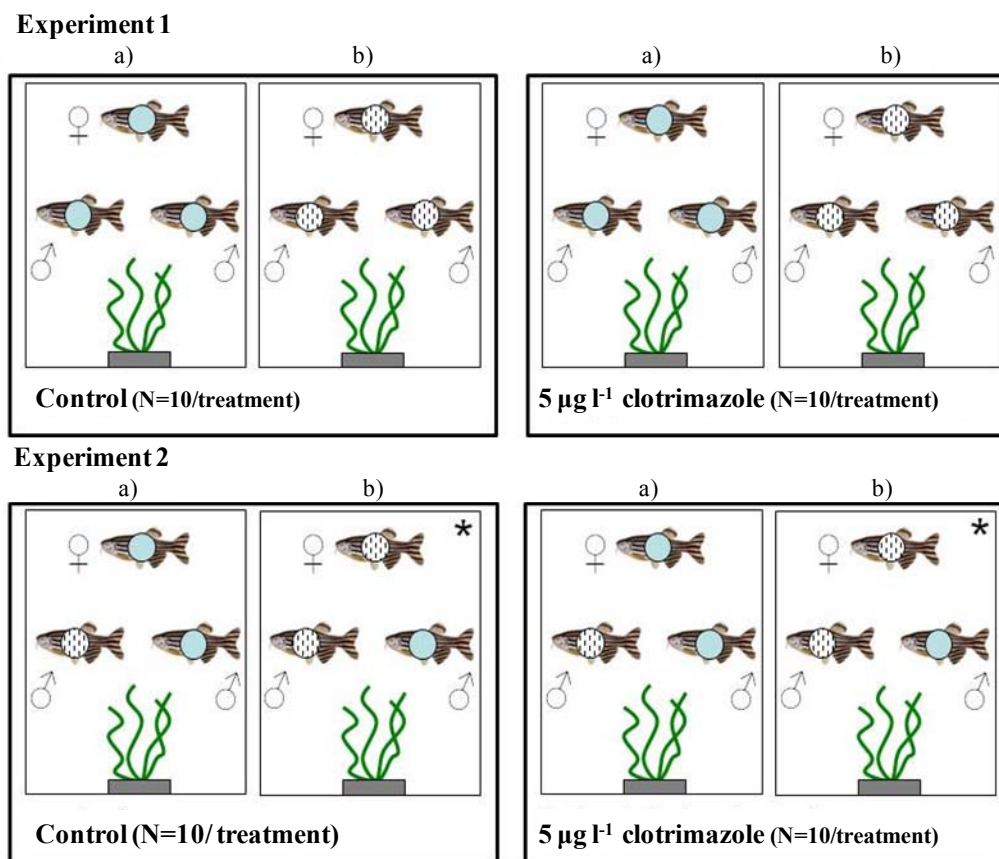 Experiment 1
a) b) a) b)
Control (N=10/treatment) 5 µg l⁻¹ clotrimazole (N=10/treatment)
Experiment 2
a) b) a) b)
* *
Control (N=10/ treatment) 5 µg l⁻¹ clotrimazole (N=10/treatment)